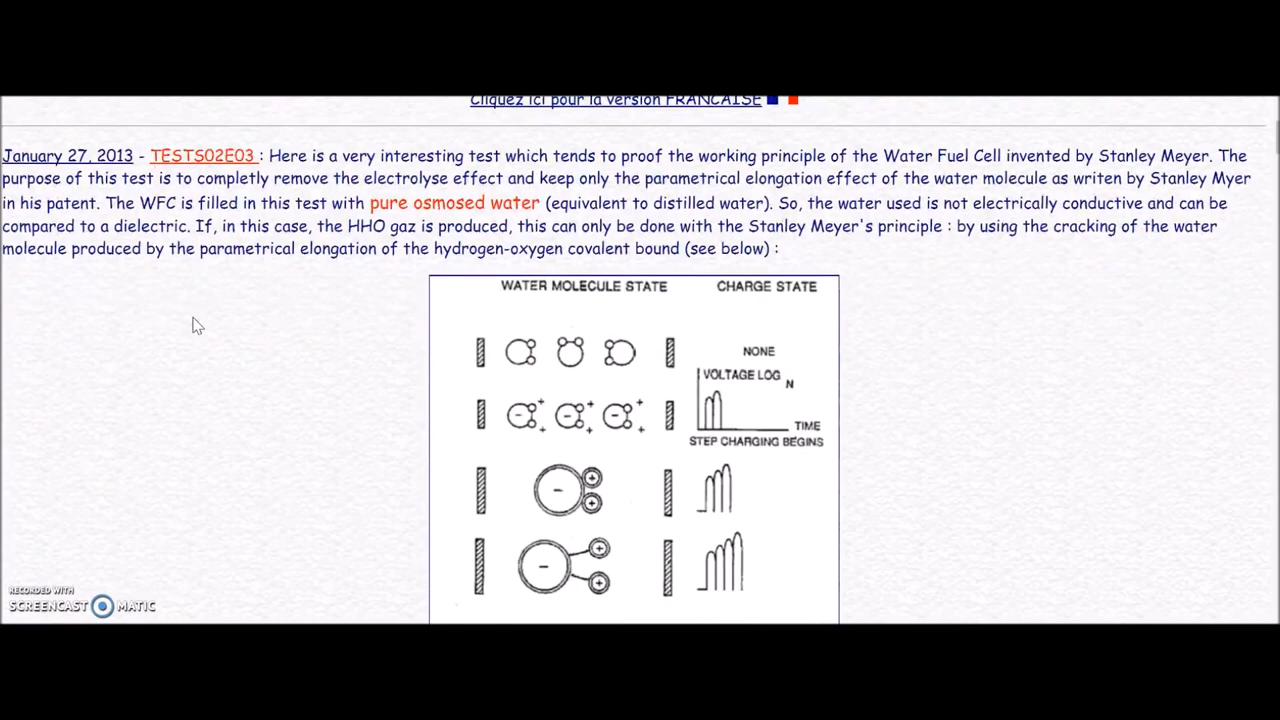 Cliquez ici pour la version FRANCAISE
January 27, 2013 - TESTS02E03 : Here is a very interesting test which tends to proof the working principle of the Water Fuel Cell invented by Stanley Meyer. The
purpose of this test is to completly remove the electrolyse effect and keep only the parametrical elongation effect of the water molecule as writen by Stanley Myer
in his patent. The WFC is filled in this test with pure osmosed water (equivalent to distilled water). So, the water used is not electrically conductive and can be
compared to a dielectric. If, in this case, the HHO gaz is produced, this can only be done with the Stanley Meyer's principle : by using the cracking of the water
molecule produced by the parametrical elongation of the hydrogen-oxygen covalent bound (see below) :
WATER MOLECULE STATE CHARGE STATE
NONE
VOLTAGE LOG N
TIME
STEP CHARGING BEGINS
RECORDED WITH
SCREENCAST MATIC